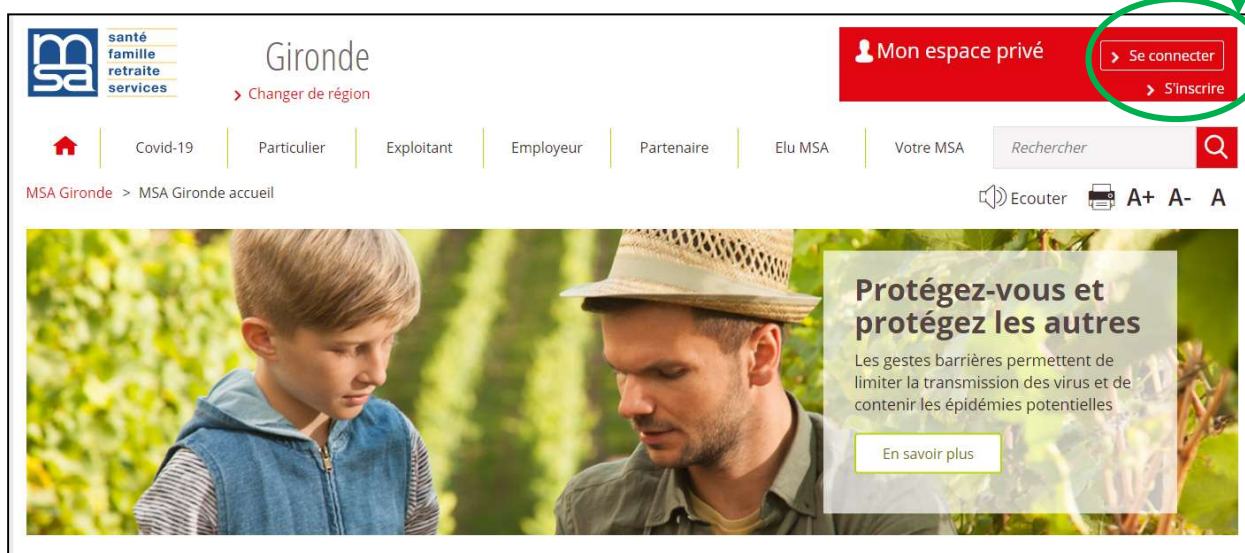 msa
santé
famille
retraite
services
Gironde
Changer de région
Mon espace privé
Se connecter
S'inscrire
Covid-19
Particulier
Exploitant
Employeur
Partenaire
Elu MSA
Votre MSA
Rechercher
MSA Gironde > MSA Gironde accueil
Ecouter
A+ A- A
Protégez-vous et
protégez les autres
Les gestes barrières permettent de
limiter la transmission des virus et de
contenir les épidémies potentielles
En savoir plus